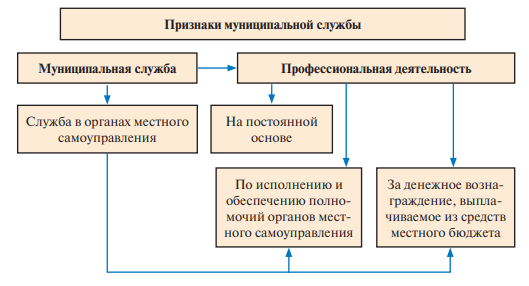 Признаки муниципальной службы
Муниципальная служба
Профессиональная деятельность
Служба в органах местного
самоуправления
На постоянной
основе
По исполнению и
обеспечению полно-
мочий органов мест-
ного самоуправления
За денежное возна-
граждение, выпла-
чиваемое из средств
местного бюджета